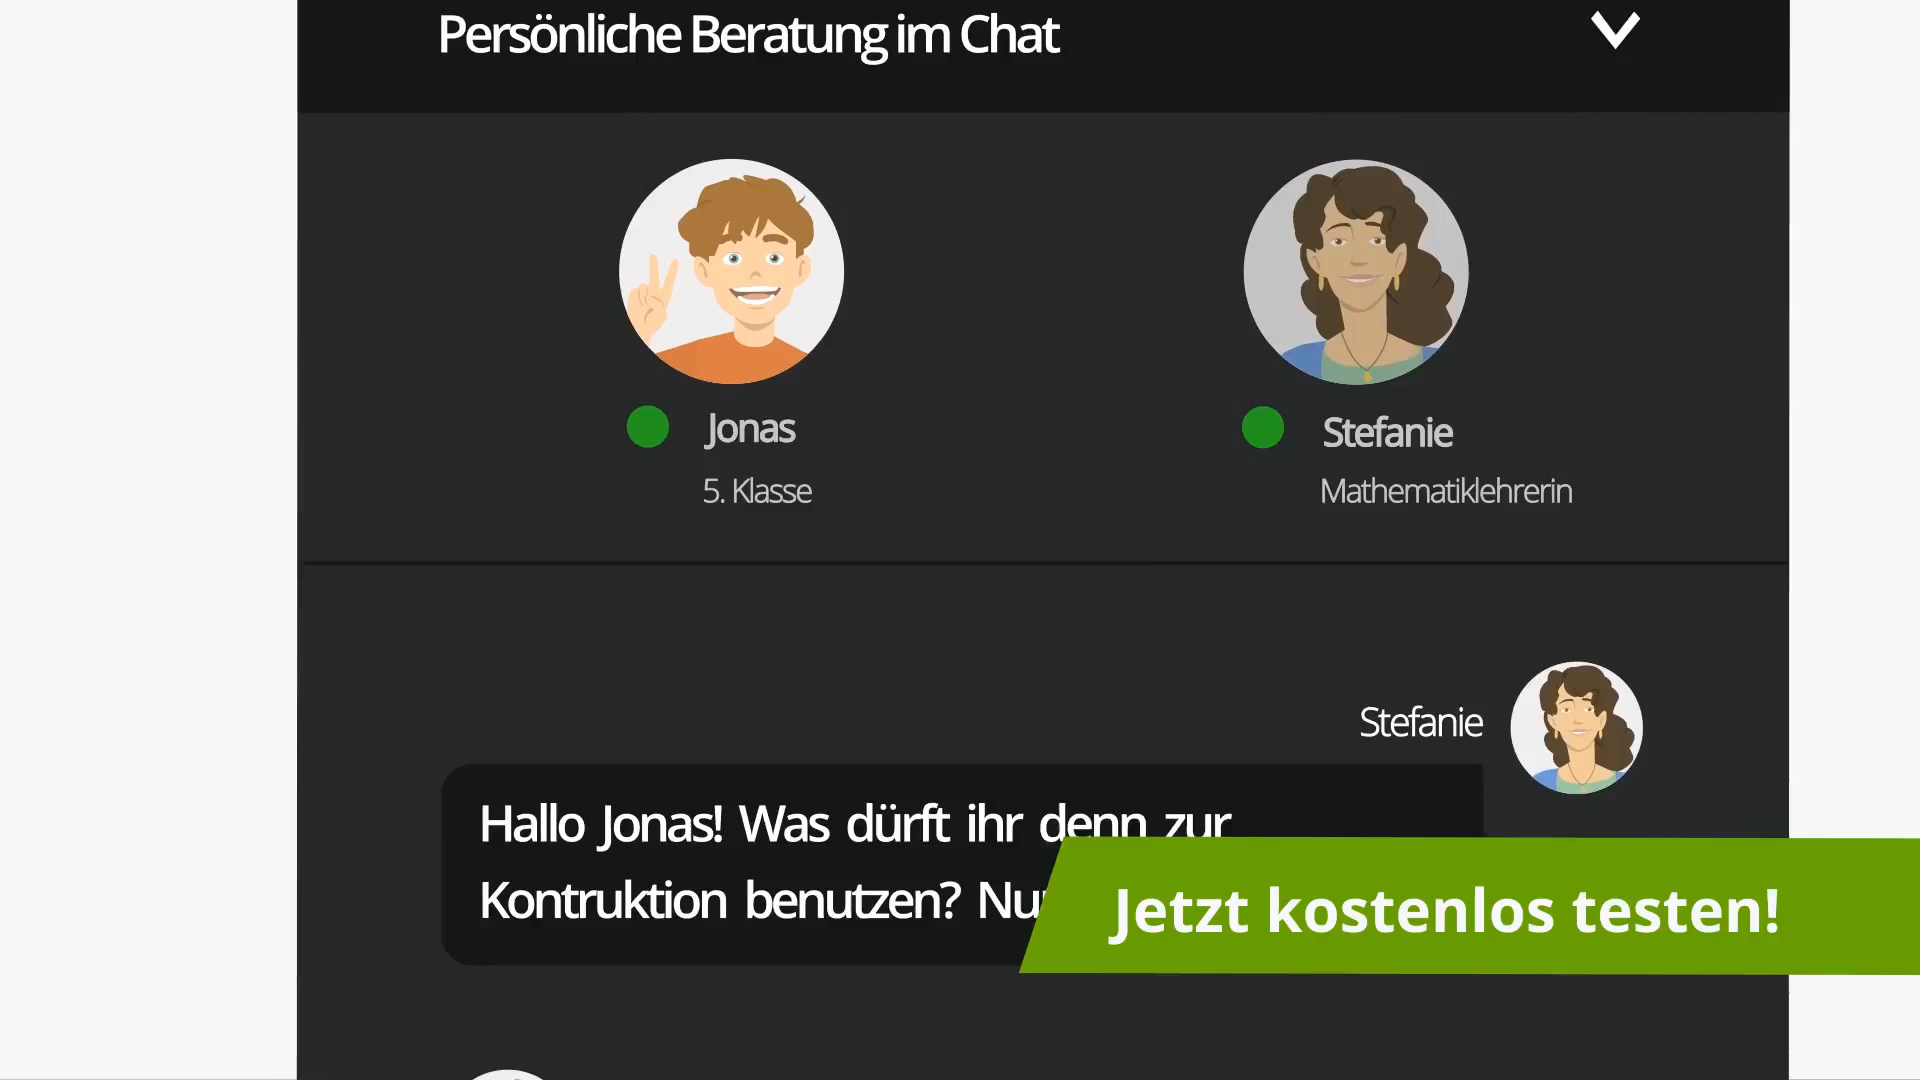 Persönliche Beratung im Chat
Jonas
5. Klasse
Stefanie
Mathematiklehrerin
Stefanie
Hallo Jonas! Was dürft ihr denn zur
Kontruktion benutzen?
Jetzt kostenlos testen!